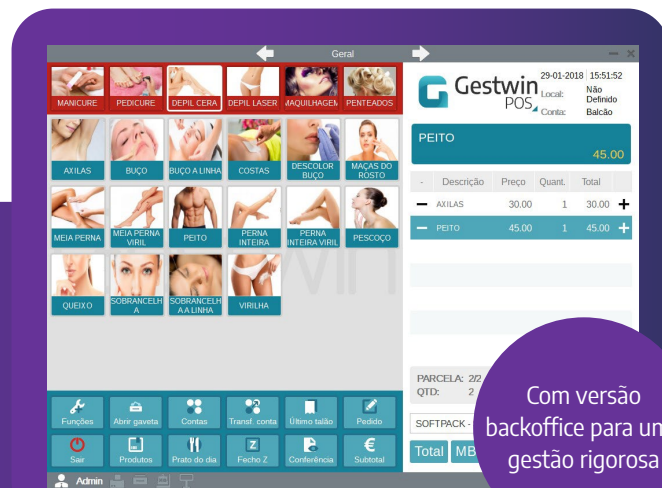 Geral
MANICURE
PEDICURE
DEPIL CERA
DEPIL LASER
MAQUILHAGEN
PENTEADOS
AXILAS
BUÇO
BUÇO A LINHA
COSTAS
DESCOLOR
BUÇO
MAÇAS DO
ROSTO
MEIA PERNA
MEIA PERNA
VIRIL
PEITO
PERNA
INTEIRA
PERNA
INTEIRA VIRIL
PESCOÇO
QUEIXO
SOBRANCELH
A
SOBRANCELH
A A LINHA
VIRILHA
Funções
Abrir gaveta
Contas
Transf. conta
Último talão
Pedido
Sair
Produtos
Prato do dia
Z
Fecho Z
Conferência
€
Subtotal
Admin
Gestwin
POS
29-01-2018 15:51:52
Local: Não
Definido
Conta: Balcão
PEITO
45.00
- Descrição Preço Quant. Total
AXILAS 30.00 1 30.00
PEITO 45.00 1 45.00
PARCELA: 2/2
QTD: 2
SOFTPACK -
Total MB
Com versão
backoffice para um
gestão rigorosa